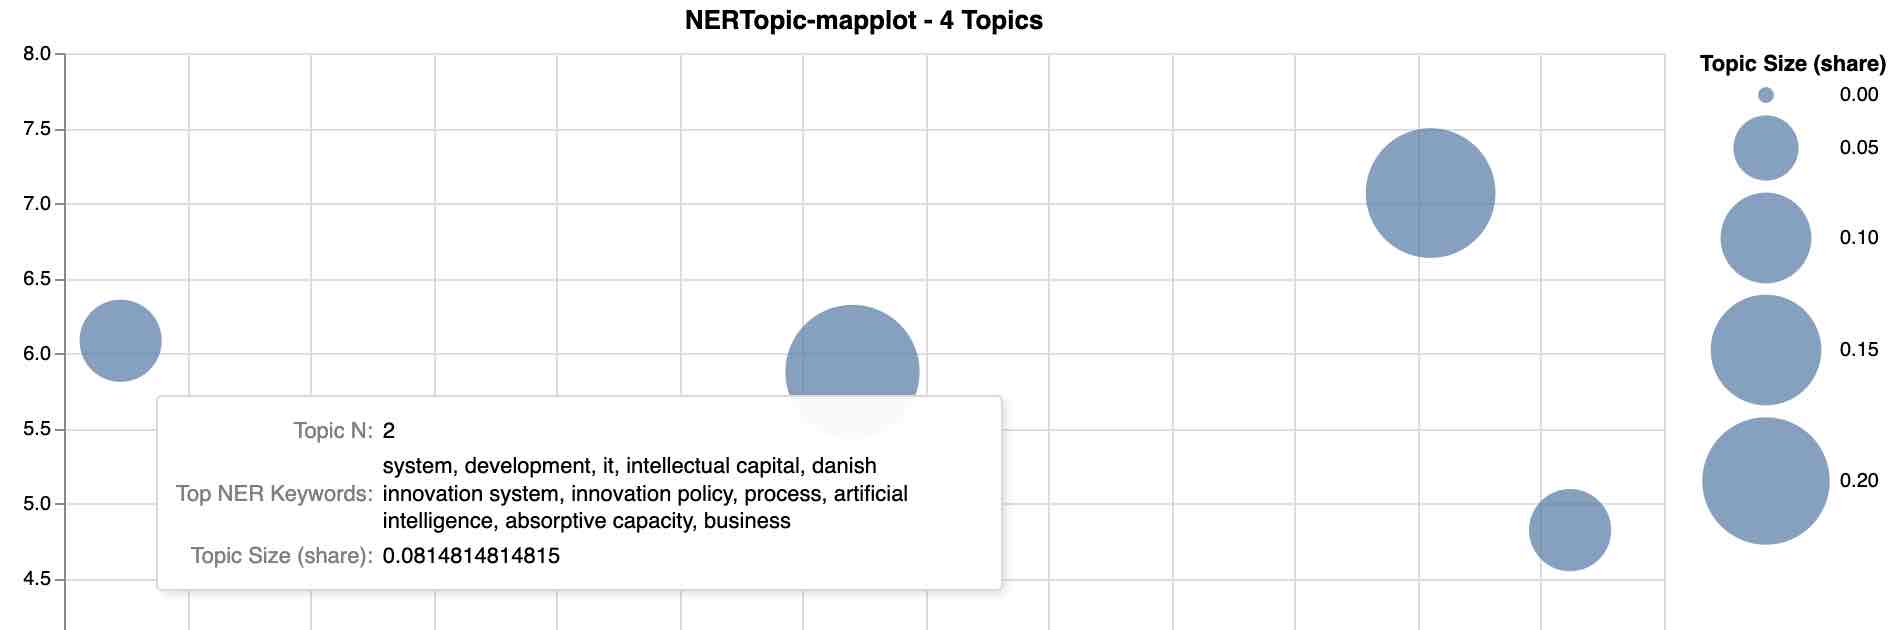 NERTopic-mapplot - 4 Topics
8.0
7.5
7.0
6.5
6.0
5.5
5.0
4.5
Topic Size (share)
0.00
0.05
0.10
0.15
0.20
Topic N: 2
Top NER Keywords: system, development, it, intellectual capital, danish
innovation system, innovation policy, process, artificial
intelligence, absorptive capacity, business
Topic Size (share): 0.0814814814815